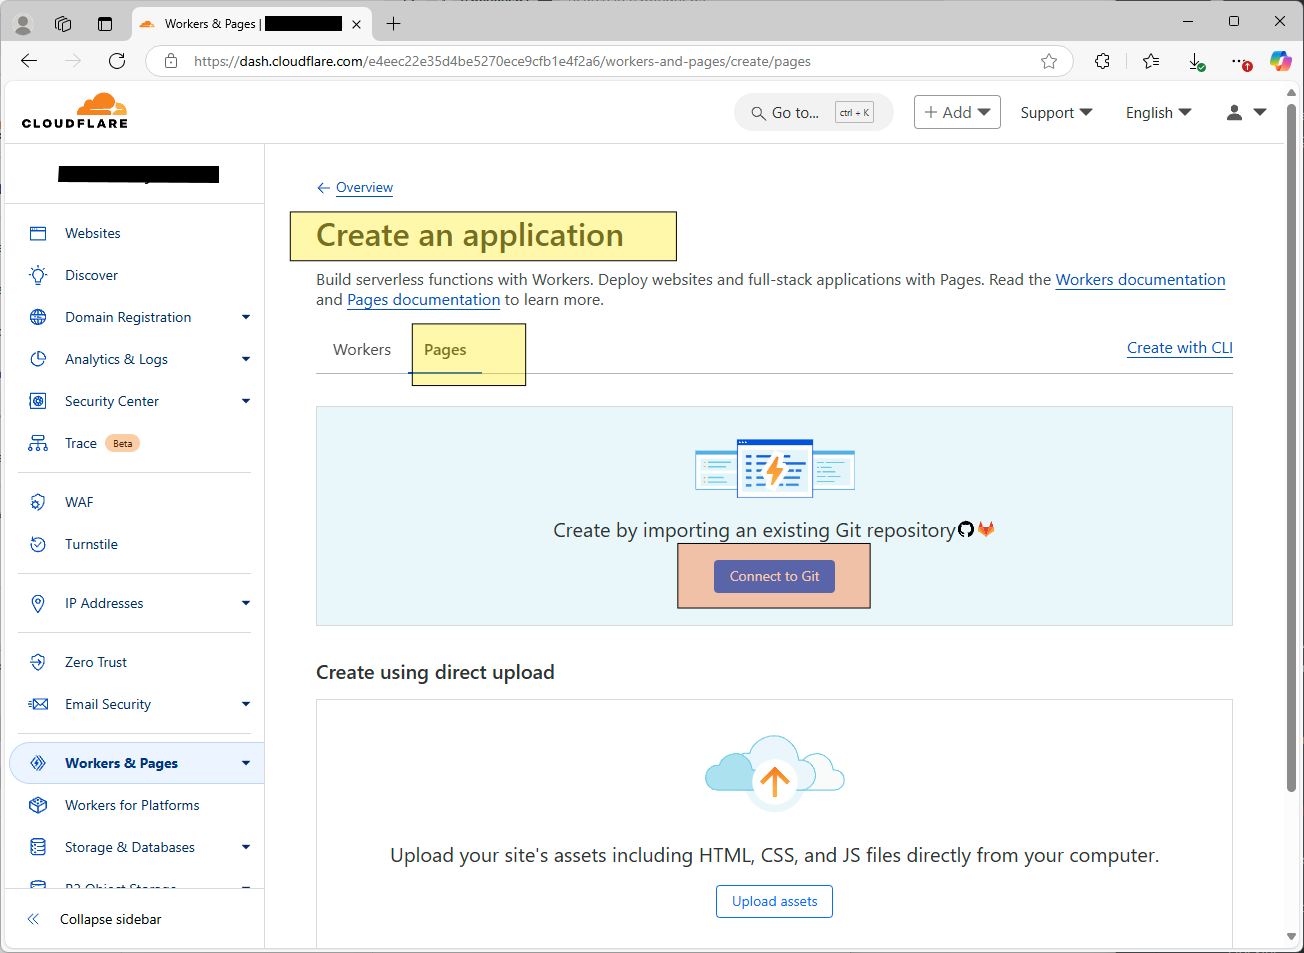 Workers & Pages |
https://dash.cloudflare.com/e4eec22e35d4be5270ece9cfb1e4f2a6/workers-and-pages/create/pages
CLOUDFLARE
Go to... ctrl + K
+ Add
Support
English
Websites
Discover
Domain Registration
Analytics & Logs
Security Center
Trace Beta
WAF
Turnstile
IP Addresses
Zero Trust
Email Security
Workers & Pages
Workers for Platforms
Storage & Databases
R2 Object Storage
Collapse sidebar
← Overview
Create an application
Build serverless functions with Workers. Deploy websites and full-stack applications with Pages. Read the Workers documentation
and Pages documentation to learn more.
Workers Pages Create with CLI
Create by importing an existing Git repository
Connect to Git
Create using direct upload
Upload your site's assets including HTML, CSS, and JS files directly from your computer.
Upload assets